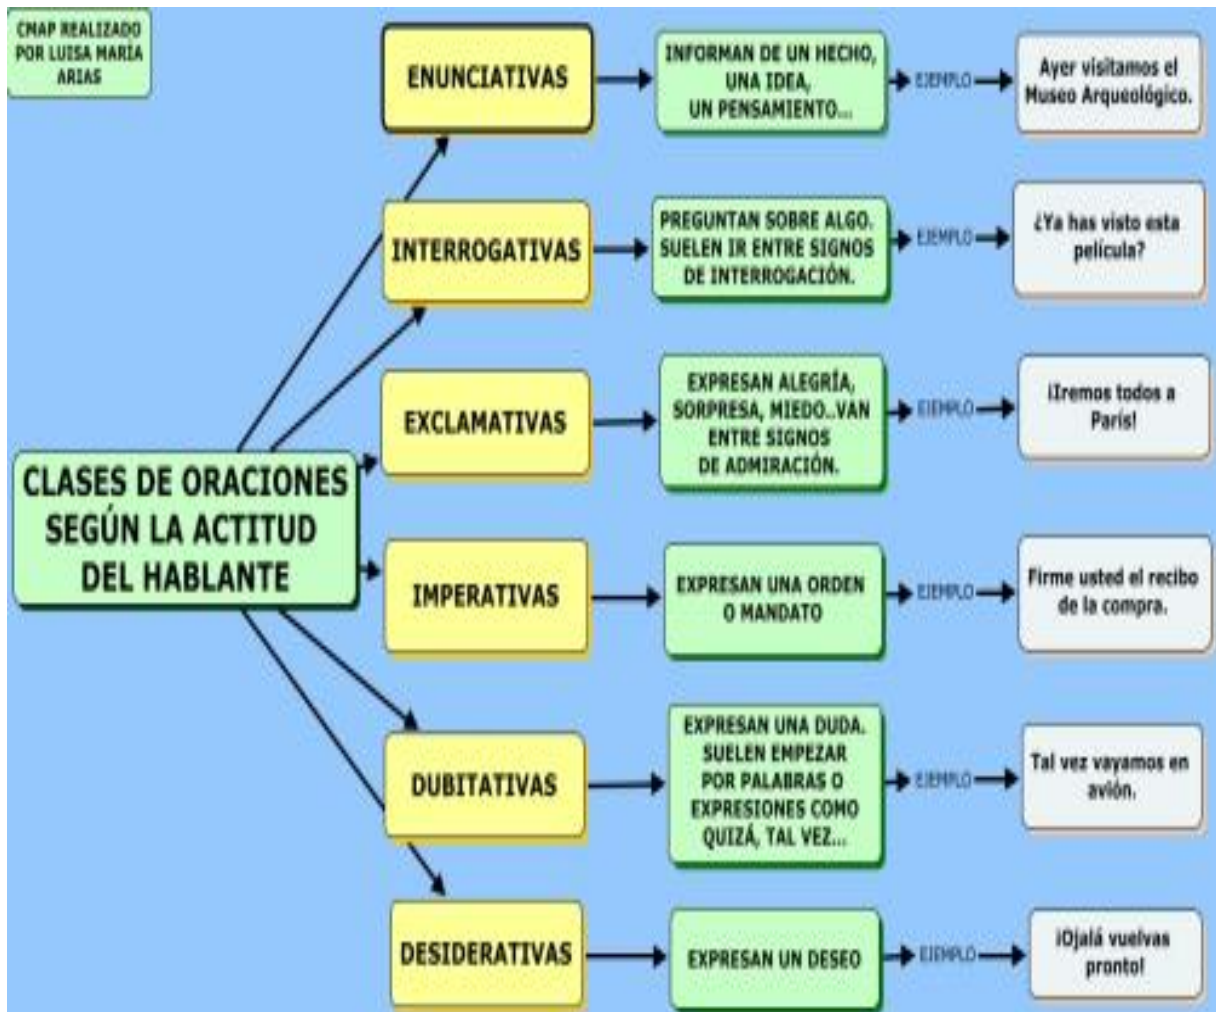 CMAP REALIZADO
POR LUISA MARÍA
ARIAS
CLASES DE ORACIONES
SEGÚN LA ACTITUD
DEL HABLANTE
ENUNCIATIVAS
INFORMAN DE UN HECHO,
UNA IDEA,
UN PENSAMIENTO...
EJEMPLO
Ayer visitamos el
Museo Arqueológico.
INTERROGATIVAS
PREGUNTAN SOBRE ALGO.
SUELEN IR ENTRE SIGNOS
DE INTERROGACIÓN.
EJEMPLO
¿Ya has visto esta
película?
EXCLAMATIVAS
EXPRESAN ALEGRÍA,
SORPRESA, MIEDO..VAN
ENTRE SIGNOS
DE ADMIRACIÓN.
EJEMPLO
¡Iremos todos a
París!
IMPERATIVAS
EXPRESAN UNA ORDEN
O MANDATO
EJEMPLO
Firme usted el recibo
de la compra.
DUBITATIVAS
EXPRESAN UNA DUDA.
SUELEN EMPEZAR
POR PALABRAS O
EXPRESIONES COMO
QUIZÁ, TAL VEZ...
EJEMPLO
Tal vez vayamos en
avión.
DESIDERATIVAS
EXPRESAN UN DESEO
EJEMPLO
¡Ojalá vuelvas
pronto!